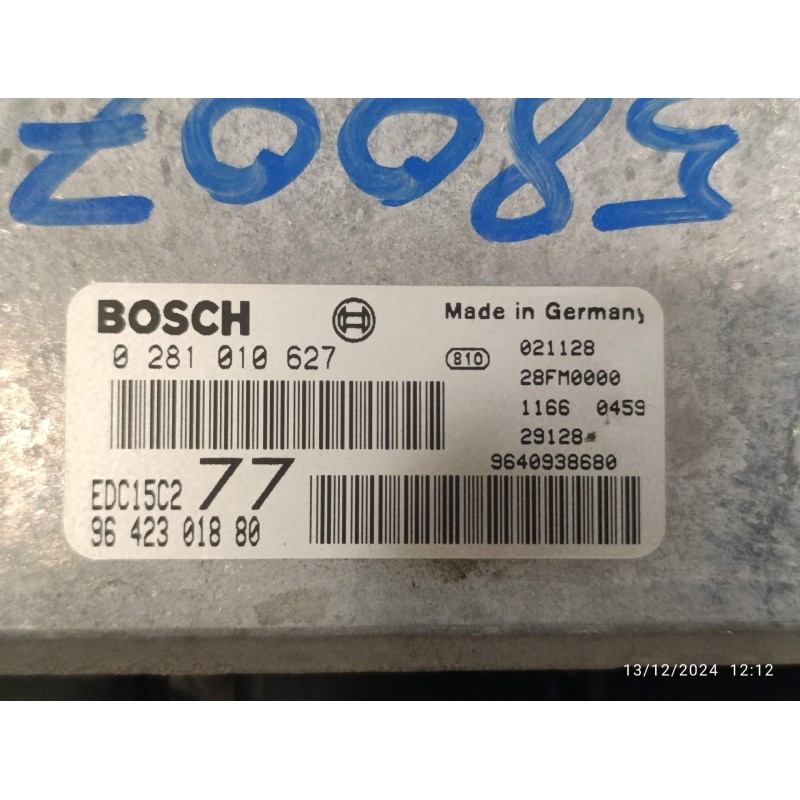 BOSCH
Made in Germany
0 281 010 627
810
021128
28FM0000
1166 0459
29128
9640938680
EDC15C2 77
96 423 018 80
13/12/2024 12:12